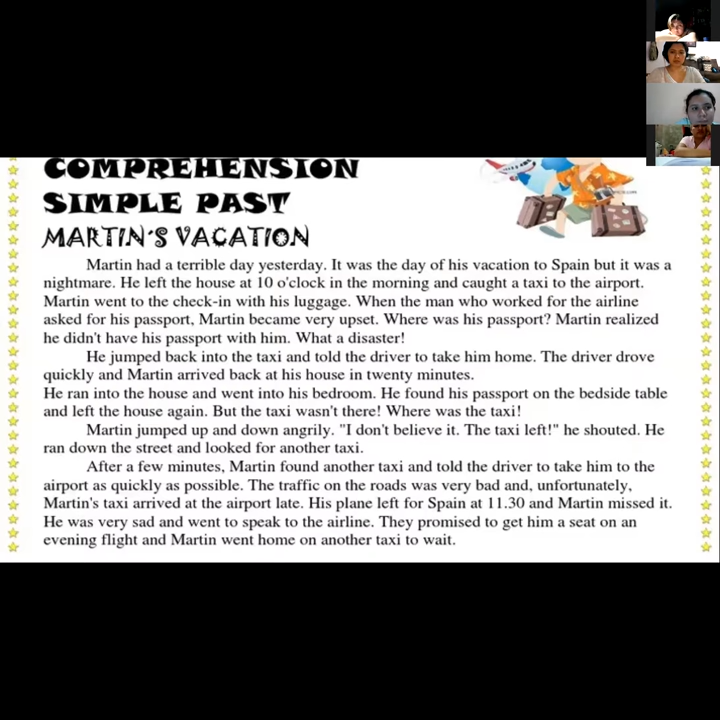 COMPREHENSION
SIMPLE PAST
MARTIN´S VACATION
Martin had a terrible day yesterday. It was the day of his vacation to Spain but it was a
nightmare. He left the house at 10 o'clock in the morning and caught a taxi to the airport.
Martin went to the check-in with his luggage. When the man who worked for the airline
asked for his passport, Martin became very upset. Where was his passport? Martin realized
he didn't have his passport with him. What a disaster!
He jumped back into the taxi and told the driver to take him home. The driver drove
quickly and Martin arrived back at his house in twenty minutes.
He ran into the house and went into his bedroom. He found his passport on the bedside table
and left the house again. But the taxi wasn't there! Where was the taxi!
Martin jumped up and down angrily. "I don't believe it. The taxi left!" he shouted. He
ran down the street and looked for another taxi.
After a few minutes, Martin found another taxi and told the driver to take him to the
airport as quickly as possible. The traffic on the roads was very bad and, unfortunately,
Martin's taxi arrived at the airport late. His plane left for Spain at 11.30 and Martin missed it.
He was very sad and went to speak to the airline. They promised to get him a seat on an
evening flight and Martin went home on another taxi to wait.